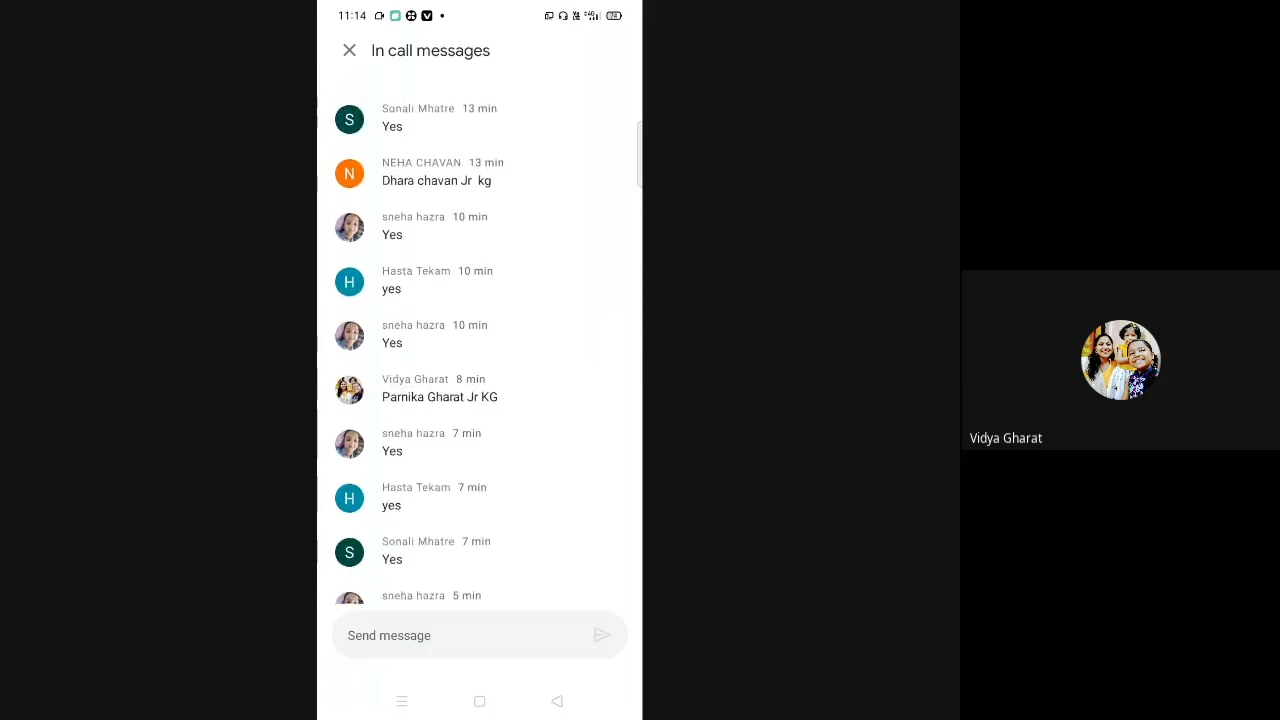 11:14
74
In call messages
Sonali Mhatre 13 min
Yes
NEHA CHAVAN 13 min
Dhara chavan Jr kg
sneha hazra 10 min
Yes
Hasta Tekam 10 min
yes
sneha hazra 10 min
Yes
Vidya Gharat 8 min
Parnika Gharat Jr KG
sneha hazra 7 min
Yes
Hasta Tekam 7 min
yes
Sonali Mhatre 7 min
Yes
sneha hazra 5 min
Send message
Vidya Gharat